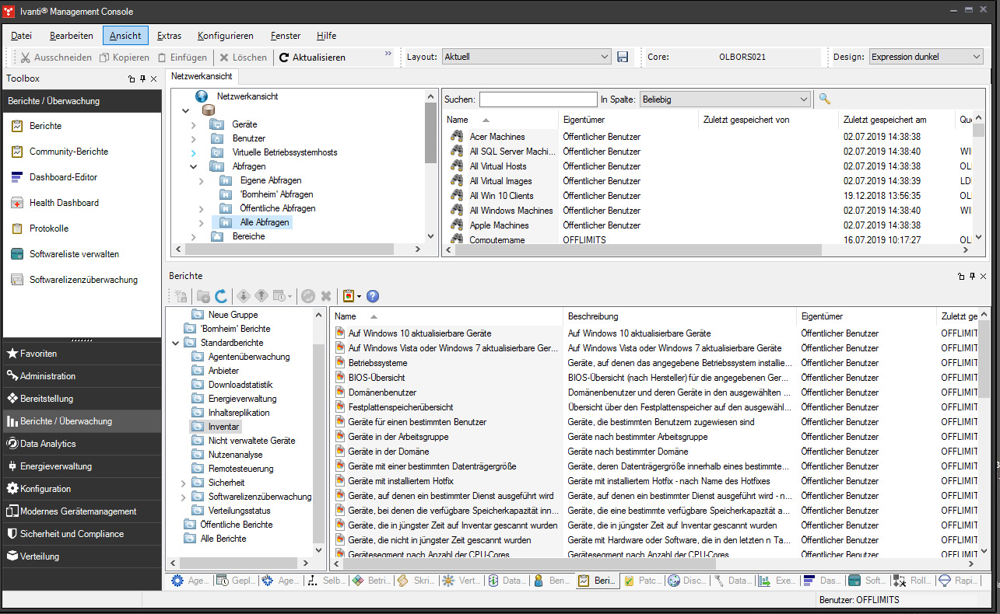 Ivanti® Management Console
Datei Bearbeiten Ansicht Extras Konfigurieren Fenster Hilfe
Ausschneiden Kopieren Einfügen Löschen Aktualisieren » Layout: Aktuell Core: OLBORS021 Design: Expression dunkel
Toolbox
Berichte / Überwachung
Berichte
Community-Berichte
Dashboard-Editor
Health Dashboard
Protokolle
Softwareliste verwalten
Softwarelizenzüberwachung
Favoriten
Administration
Bereitstellung
Berichte / Überwachung
Data Analytics
Energieverwaltung
Konfiguration
Modernes Gerätemanagement
Sicherheit und Compliance
Verteilung
Netzwerkansicht
Netzwerkansicht
Geräte
Benutzer
Virtuelle Betriebssystemhosts
Abfragen
Eigene Abfragen
'Bornheim' Abfragen
Öffentliche Abfragen
Alle Abfragen
Bereiche
Suchen: In Spalte: Beliebig
Name Eigentümer Zuletzt gespeichert von Zuletzt gespeichert am Que
Acer Machines Öffentlicher Benutzer 02.07.2019 14:38:38
All SQL Server Machi... Öffentlicher Benutzer 02.07.2019 14:38:40 WI
All Virtual Hosts Öffentlicher Benutzer 02.07.2019 14:38:38 OL
All Virtual Images Öffentlicher Benutzer 02.07.2019 14:38:39 LD
All Win 10 Clients Öffentlicher Benutzer 19.12.2018 13:56:35 OL
All Windows Machines Öffentlicher Benutzer 02.07.2019 14:38:40 WI
Apple Machines Öffentlicher Benutzer 02.07.2019 14:38:38
Computername OFFLIMITS 16.07.2019 10:17:27 OL
Berichte
Neue Gruppe
'Bornheim' Berichte
Standardberichte
Agentenüberwachung
Anbieter
Downloadstatistik
Energieverwaltung
Inhaltsreplikation
Inventar
Nicht verwaltete Geräte
Nutzenanalyse
Remotesteuerung
Sicherheit
Softwarelizenzüberwachung
Verteilungsstatus
Öffentliche Berichte
Alle Berichte
Name Beschreibung Eigentümer Zuletzt ge
Auf Windows 10 aktualisierbare Geräte Auf Windows 10 aktualisierbare Geräte Öffentlicher Benutzer OFFLIMIT
Auf Windows Vista oder Windows 7 aktualisierbare Ger... Auf Windows Vista oder Windows 7 aktualisierbare Geräte Öffentlicher Benutzer OFFLIMIT
Betriebssysteme Geräte, auf denen das angegebene Betriebssystem installie... Öffentlicher Benutzer OFFLIMIT
BIOS-Übersicht BIOS-Übersicht (nach Hersteller) für die angegebenen Ger... Öffentlicher Benutzer OFFLIMIT
Domänenbenutzer Domänenbenutzer und deren Geräte in den ausgewählten ... Öffentlicher Benutzer OFFLIMIT
Festplattenspeicherübersicht Übersicht über den Festplattenspeicher auf den ausgewähl... Öffentlicher Benutzer OFFLIMIT
Geräte für einen bestimmten Benutzer Geräte, die bestimmten Benutzern zugewiesen sind Öffentlicher Benutzer OFFLIMIT
Geräte in der Arbeitsgruppe Geräte nach bestimmter Arbeitsgruppe Öffentlicher Benutzer OFFLIMIT
Geräte in der Domäne Geräte nach bestimmter Domäne Öffentlicher Benutzer OFFLIMIT
Geräte mit einer bestimmten Datenträgergröße Geräte, deren Datenträgergröße innerhalb eines bestimmte... Öffentlicher Benutzer OFFLIMIT
Geräte mit installiertem Hotfix Geräte mit installiertem Hotfix - nach Name des Hotfixes Öffentlicher Benutzer OFFLIMIT
Geräte, auf denen ein bestimmter Dienst ausgeführt wird Geräte, auf denen ein bestimmter Dienst ausgeführt wird - n... Öffentlicher Benutzer OFFLIMIT
Geräte, bei denen die verfügbare Speicherkapazität inn... Geräte, die eine bestimmte verfügbare Speicherkapazität a... Öffentlicher Benutzer OFFLIMIT
Geräte, die in jüngster Zeit auf Inventar gescannt wurden Geräte, die in jüngster Zeit auf Inventar gescannt wurden Öffentlicher Benutzer OFFLIMIT
Geräte, die nicht in jüngster Zeit gescannt wurden Geräte mit Hardware oder Software, die in den letzten n Ta... Öffentlicher Benutzer OFFLIMIT
Gerätesegment nach Anzahl der CPU-Cores Gerätesegment nach Anzahl der CPU-Cores Öffentlicher Benutzer OFFLIMIT
Age... Gepl... Age... Selb... Betri... Skri... Vert... Data... Ben... Beri... Patc... Disc... Data... Exe... Das... Soft... Roll... Rapi...
Benutzer: OFFLIMITS